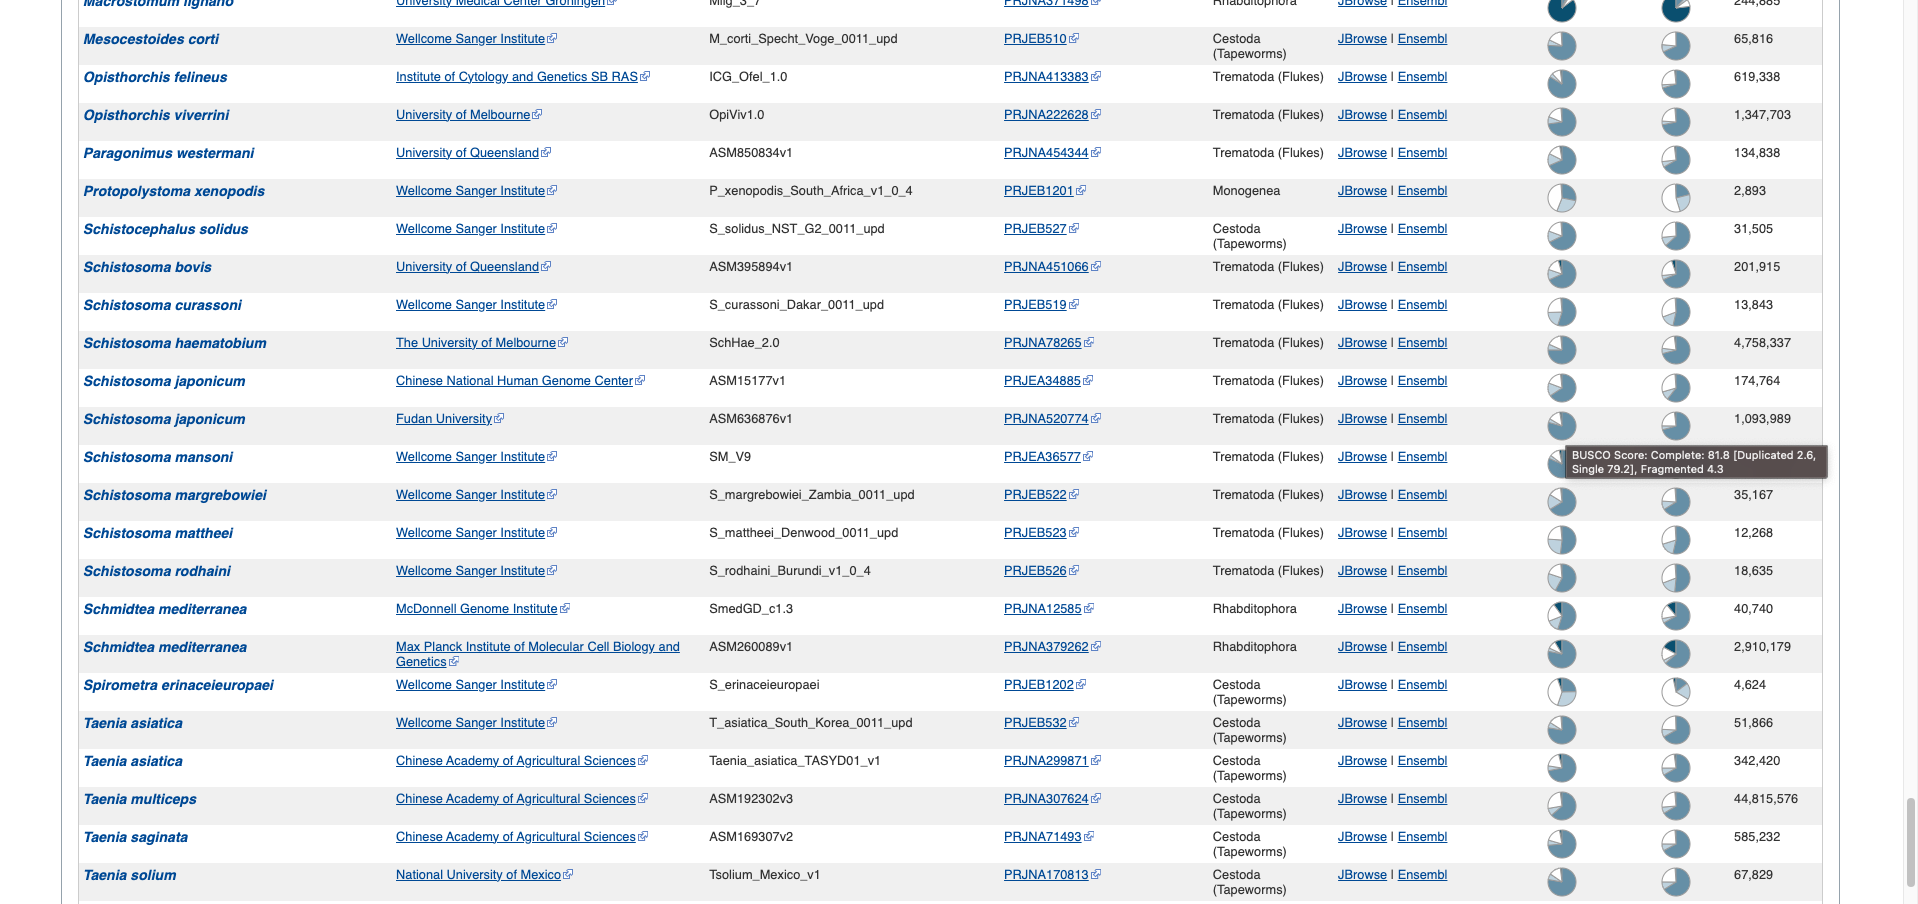 Macrostomum lignano University Medical Center Groningen Mlig_3_7 PRJNA371498 Rhabditophora JBrowse | Ensembl 244,885
Mesocestoides corti Wellcome Sanger Institute M_corti_Specht_Voge_0011_upd PRJEB510 Cestoda JBrowse | Ensembl 65,816
(Tapeworms)
Opisthorchis felineus Institute of Cytology and Genetics SB RAS ICG_Ofel_1.0 PRJNA413383 Trematoda (Flukes) JBrowse | Ensembl 619,338
Opisthorchis viverrini University of Melbourne OpiViv1.0 PRJNA222628 Trematoda (Flukes) JBrowse | Ensembl 1,347,703
Paragonimus westermani University of Queensland ASM850834v1 PRJNA454344 Trematoda (Flukes) JBrowse | Ensembl 134,838
Protopolystoma xenopodis Wellcome Sanger Institute P_xenopodis_South_Africa_v1_0_4 PRJEB1201 Monogenea JBrowse | Ensembl 2,893
Schistocephalus solidus Wellcome Sanger Institute S_solidus_NST_G2_0011_upd PRJEB527 Cestoda JBrowse | Ensembl 31,505
(Tapeworms)
Schistosoma bovis University of Queensland ASM395894v1 PRJNA451066 Trematoda (Flukes) JBrowse | Ensembl 201,915
Schistosoma curassoni Wellcome Sanger Institute S_curassoni_Dakar_0011_upd PRJEB519 Trematoda (Flukes) JBrowse | Ensembl 13,843
Schistosoma haematobium The University of Melbourne SchHae_2.0 PRJNA78265 Trematoda (Flukes) JBrowse | Ensembl 4,758,337
Schistosoma japonicum Chinese National Human Genome Center ASM15177v1 PRJEA34885 Trematoda (Flukes) JBrowse | Ensembl 174,764
Schistosoma japonicum Fudan University ASM636876v1 PRJNA520774 Trematoda (Flukes) JBrowse | Ensembl 1,093,989
Schistosoma mansoni Wellcome Sanger Institute SM_V9 PRJEA36577 Trematoda (Flukes) JBrowse | Ensembl BUSCO Score: Complete: 81.8 [Duplicated 2.6,
Single 79.2], Fragmented 4.3
Schistosoma margrebowiei Wellcome Sanger Institute S_margrebowiei_Zambia_0011_upd PRJEB522 Trematoda (Flukes) JBrowse | Ensembl 35,167
Schistosoma mattheei Wellcome Sanger Institute S_mattheei_Denwood_0011_upd PRJEB523 Trematoda (Flukes) JBrowse | Ensembl 12,268
Schistosoma rodhaini Wellcome Sanger Institute S_rodhaini_Burundi_v1_0_4 PRJEB526 Trematoda (Flukes) JBrowse | Ensembl 18,635
Schmidtea mediterranea McDonnell Genome Institute SmedGD_c1.3 PRJNA12585 Rhabditophora JBrowse | Ensembl 40,740
Schmidtea mediterranea Max Planck Institute of Molecular Cell Biology and ASM260089v1 PRJNA379262 Rhabditophora JBrowse | Ensembl 2,910,179
Genetics
Spirometra erinaceieuropaei Wellcome Sanger Institute S_erinaceieuropaei PRJEB1202 Cestoda JBrowse | Ensembl 4,624
(Tapeworms)
Taenia asiatica Wellcome Sanger Institute T_asiatica_South_Korea_0011_upd PRJEB532 Cestoda JBrowse | Ensembl 51,866
(Tapeworms)
Taenia asiatica Chinese Academy of Agricultural Sciences Taenia_asiatica_TASYD01_v1 PRJNA299871 Cestoda JBrowse | Ensembl 342,420
(Tapeworms)
Taenia multiceps Chinese Academy of Agricultural Sciences ASM192302v3 PRJNA307624 Cestoda JBrowse | Ensembl 44,815,576
(Tapeworms)
Taenia saginata Chinese Academy of Agricultural Sciences ASM169307v2 PRJNA71493 Cestoda JBrowse | Ensembl 585,232
(Tapeworms)
Taenia solium National University of Mexico Tsolium_Mexico_v1 PRJNA170813 Cestoda JBrowse | Ensembl 67,829
(Tapeworms)